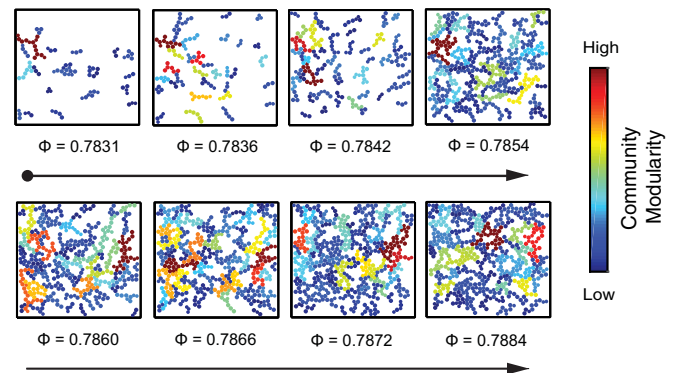 Φ = 0.7831
Φ = 0.7836
Φ = 0.7842
Φ = 0.7854
Φ = 0.7860
Φ = 0.7866
Φ = 0.7872
Φ = 0.7884
High
Community
Modularity
Low